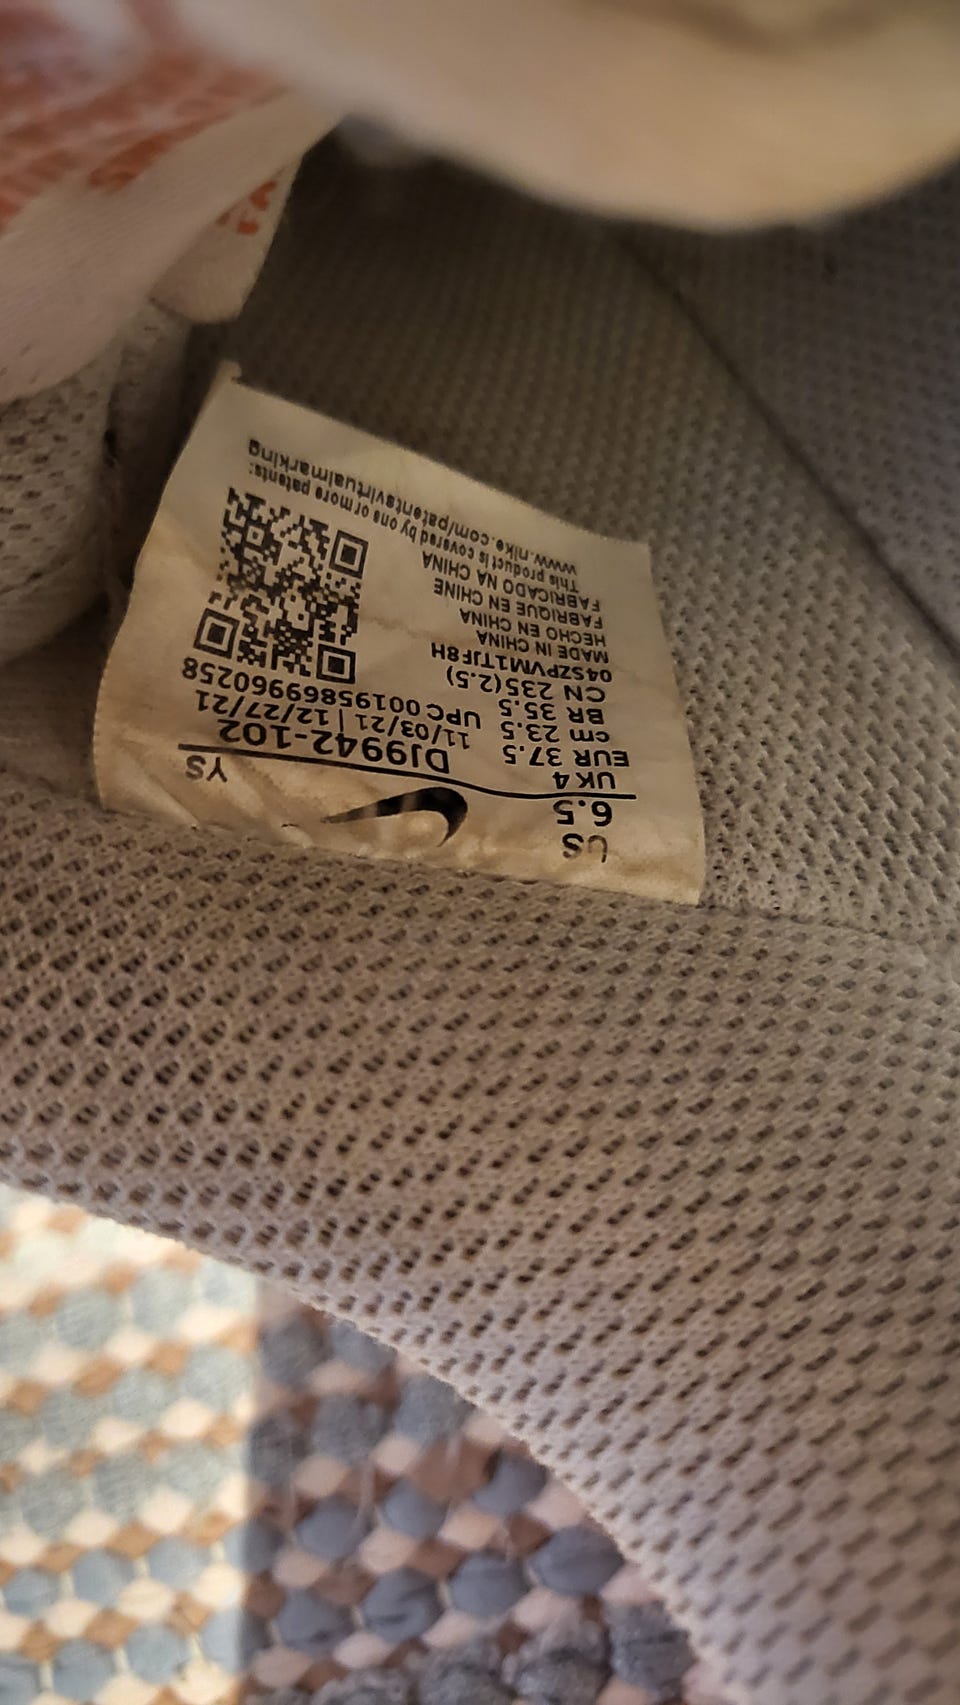 US
6.5
YS
UK 4
EUR 37.5
DJ9942-102
cm 23.5
11/03/21 | 12/27/21
BR 35.5
UPC 00195869960258
CN 235(2.5)
04SZPVM1TJF8H
MADE IN CHINA
HECHO EN CHINA
FABRIQUE EN CHINE
FABRICADO NA CHINA
This product is covered by one or more patents:
www.nike.com/patentsvirtualmarking